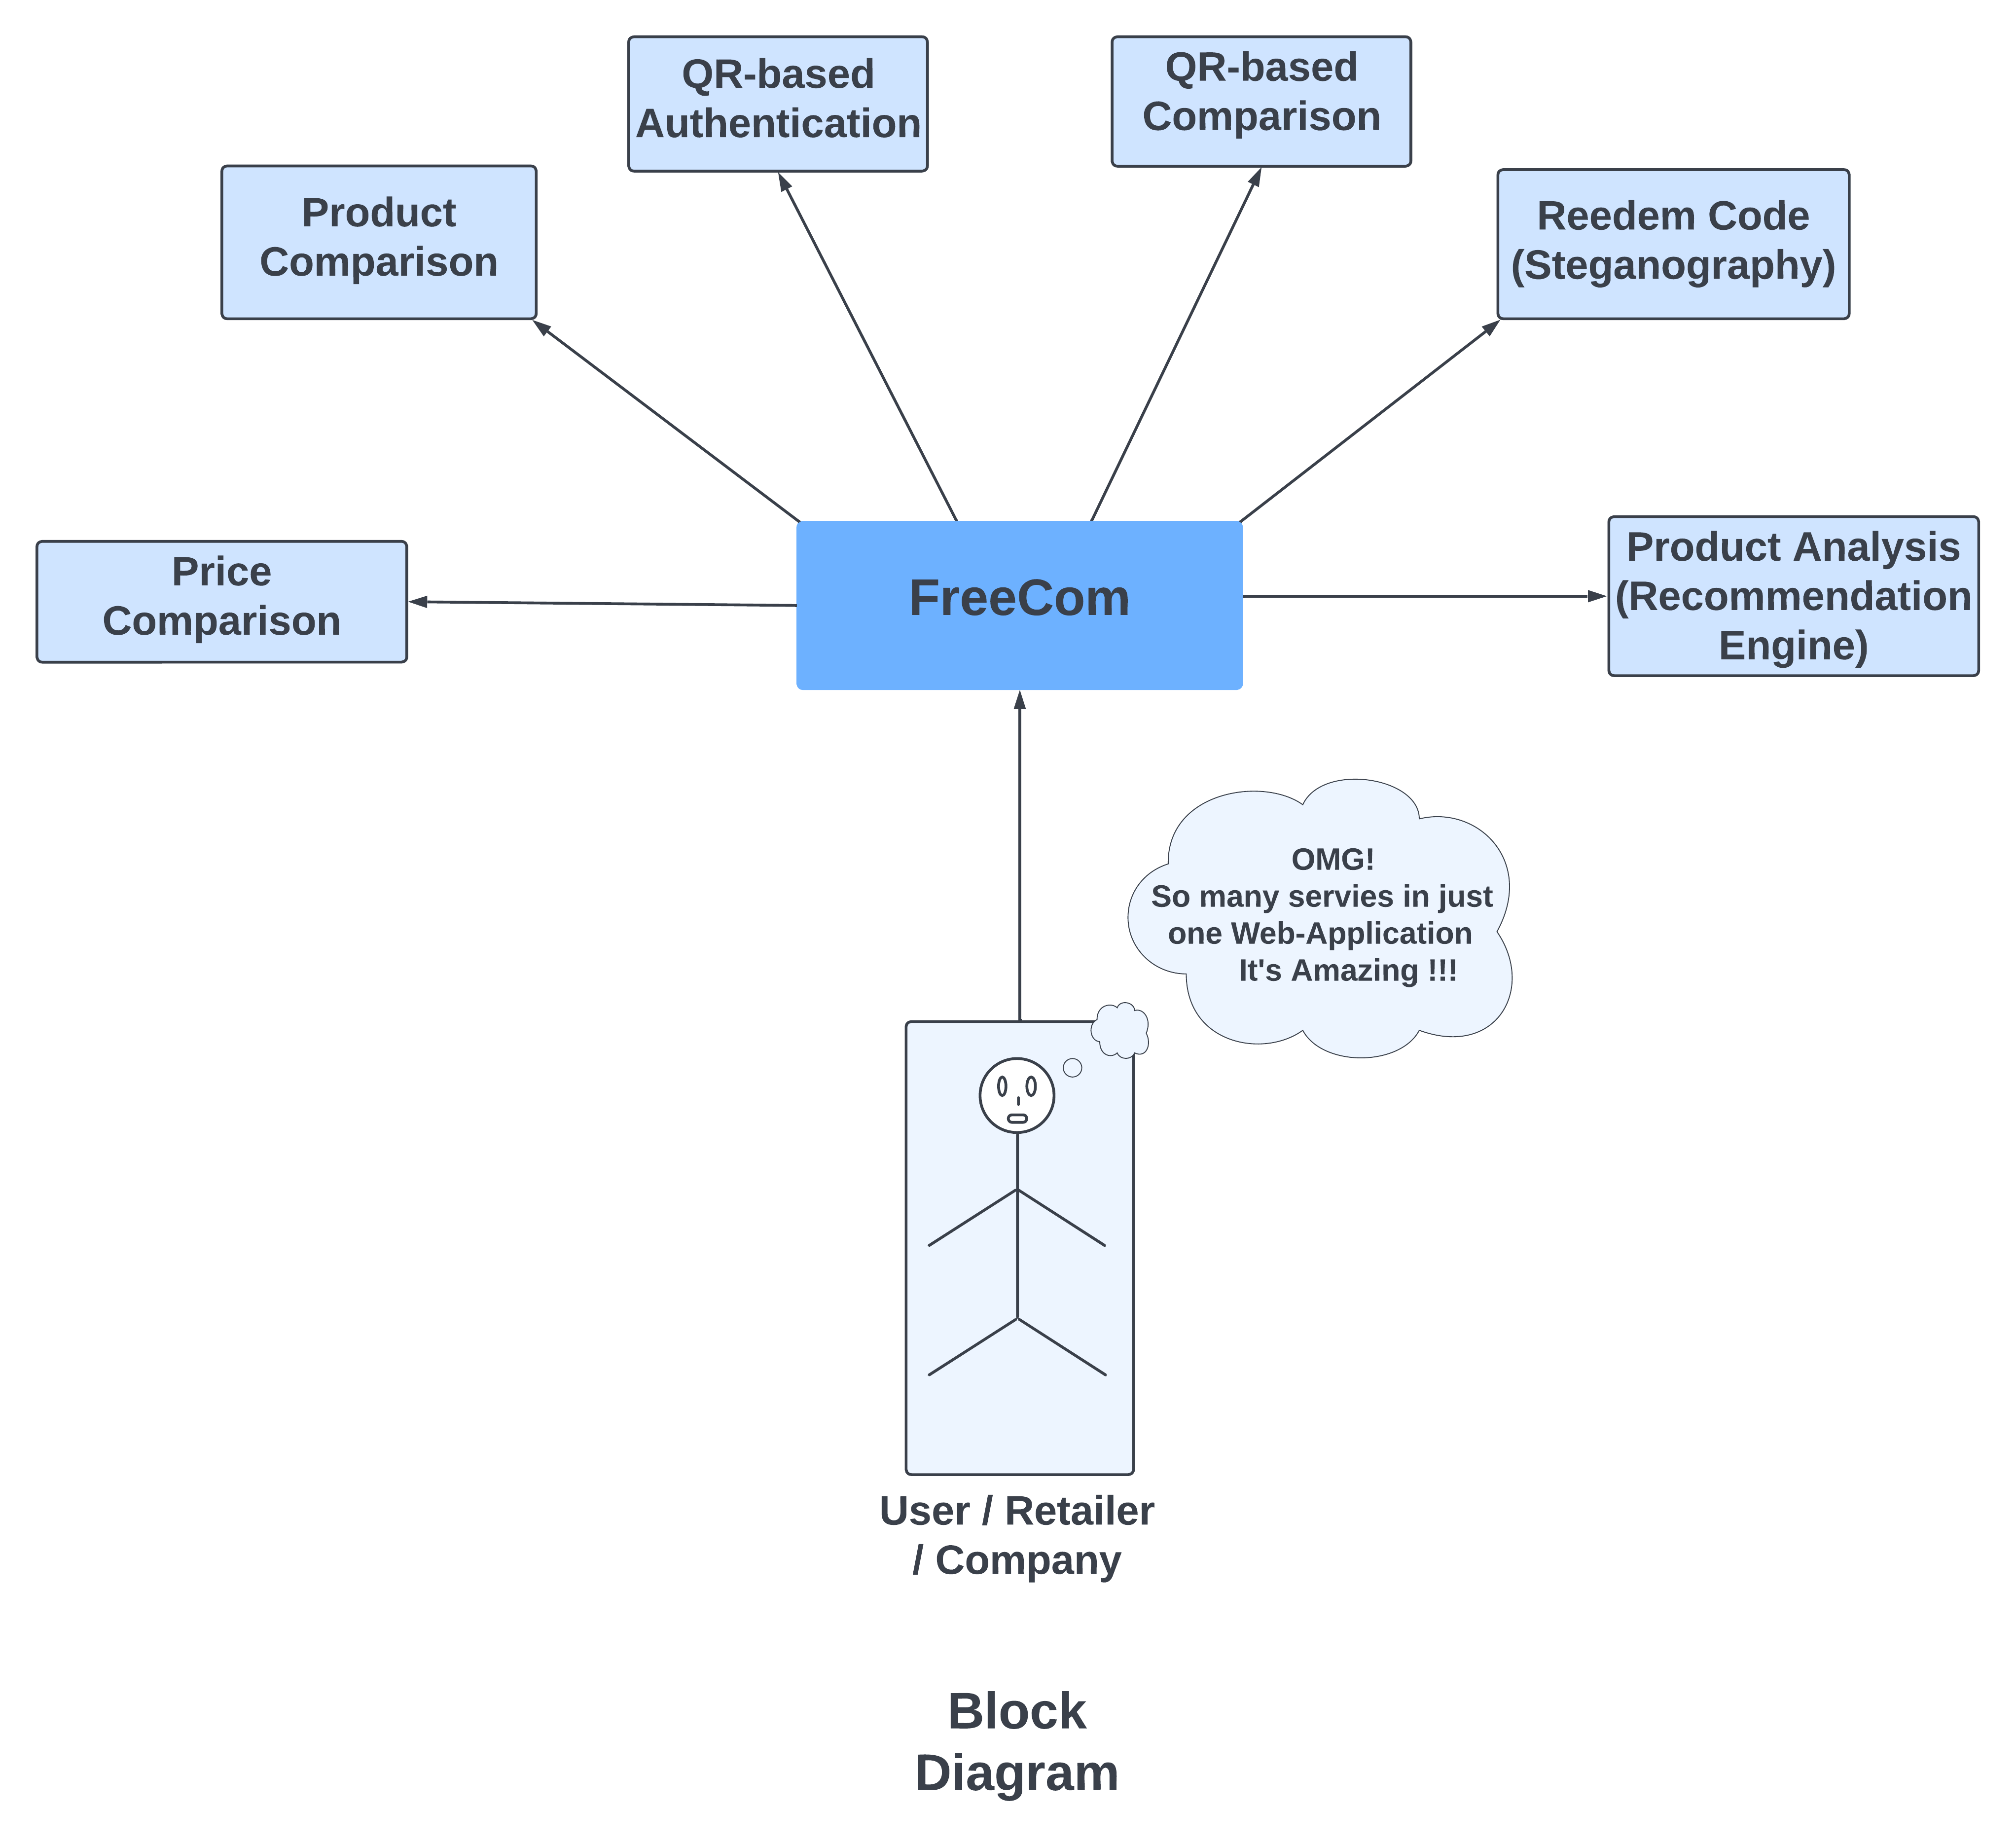 QR-based
Authentication
QR-based
Comparison
Product
Comparison
Reedem Code
(Steganography)
Price
Comparison
FreeCom
Product Analysis
(Recommendation
Engine)
OMG!
So many servies in just
one Web-Application
It's Amazing !!!
User / Retailer
/ Company
Block
Diagram